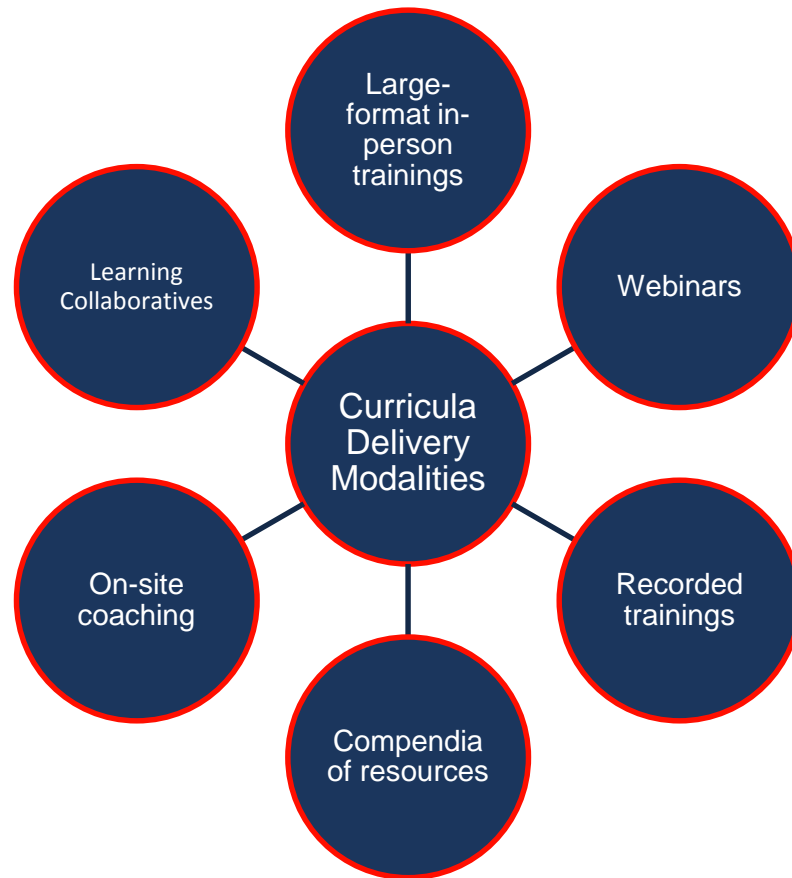 Large-
format in-
person
trainings
Learning
Collaboratives
Webinars
Curricula
Delivery
Modalities
On-site
coaching
Recorded
trainings
Compendia
of resources